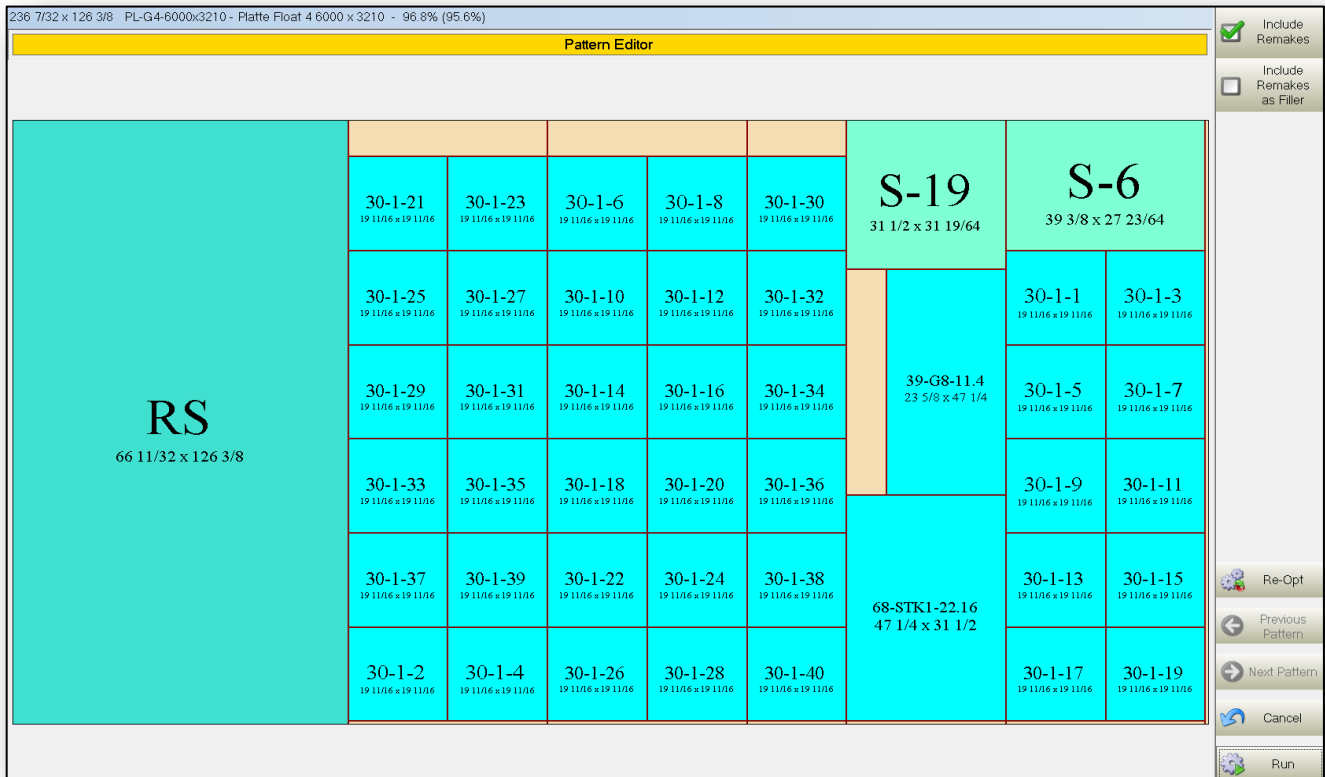 236 7/32 x 126 3/8 PL-G4-6000x3210 - Platte Float 4 6000 x 3210 - 96.8% (95.6%)
Pattern Editor
Include
Remakes
Include
Remakes
as Filler
RS
66 11/32 x 126 3/8
30-1-21
19 11/16 x 19 11/16
30-1-23
19 11/16 x 19 11/16
30-1-6
19 11/16 x 19 11/16
30-1-8
19 11/16 x 19 11/16
30-1-30
19 11/16 x 19 11/16
S-19
31 1/2 x 31 19/64
S-6
39 3/8 x 27 23/64
30-1-25
19 11/16 x 19 11/16
30-1-27
19 11/16 x 19 11/16
30-1-10
19 11/16 x 19 11/16
30-1-12
19 11/16 x 19 11/16
30-1-32
19 11/16 x 19 11/16
30-1-1
19 11/16 x 19 11/16
30-1-3
19 11/16 x 19 11/16
30-1-29
19 11/16 x 19 11/16
30-1-31
19 11/16 x 19 11/16
30-1-14
19 11/16 x 19 11/16
30-1-16
19 11/16 x 19 11/16
30-1-34
19 11/16 x 19 11/16
39-G8-11.4
23 5/8 x 47 1/4
30-1-5
19 11/16 x 19 11/16
30-1-7
19 11/16 x 19 11/16
30-1-33
19 11/16 x 19 11/16
30-1-35
19 11/16 x 19 11/16
30-1-18
19 11/16 x 19 11/16
30-1-20
19 11/16 x 19 11/16
30-1-36
19 11/16 x 19 11/16
30-1-9
19 11/16 x 19 11/16
30-1-11
19 11/16 x 19 11/16
30-1-37
19 11/16 x 19 11/16
30-1-39
19 11/16 x 19 11/16
30-1-22
19 11/16 x 19 11/16
30-1-24
19 11/16 x 19 11/16
30-1-38
19 11/16 x 19 11/16
68-STK1-22.16
47 1/4 x 31 1/2
30-1-13
19 11/16 x 19 11/16
30-1-15
19 11/16 x 19 11/16
30-1-2
19 11/16 x 19 11/16
30-1-4
19 11/16 x 19 11/16
30-1-26
19 11/16 x 19 11/16
30-1-28
19 11/16 x 19 11/16
30-1-40
19 11/16 x 19 11/16
30-1-17
19 11/16 x 19 11/16
30-1-19
19 11/16 x 19 11/16
Re-Opt
Previous
Pattern
Next Pattern
Cancel
Run